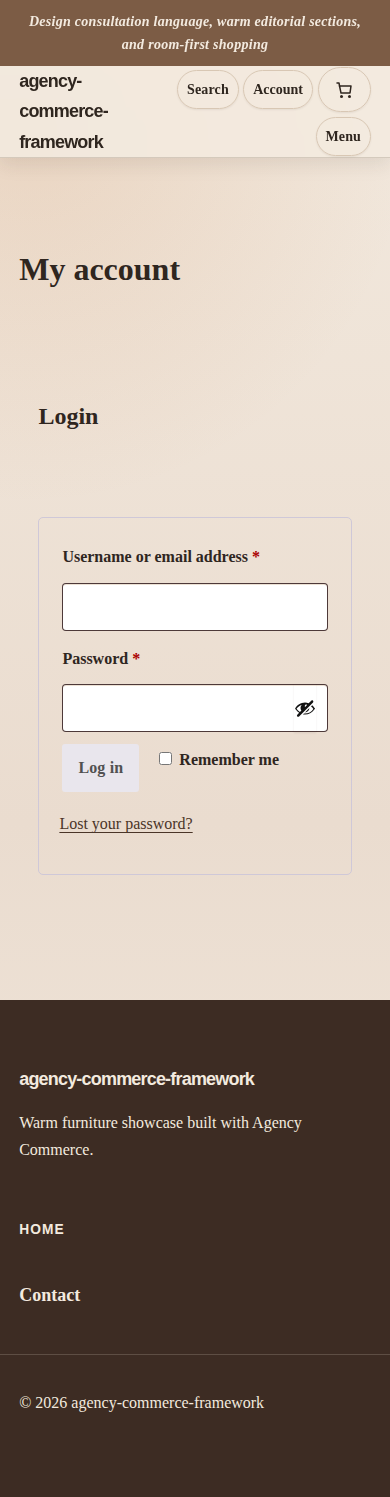 Design consultation language, warm editorial sections,
and room-first shopping
agency-
commerce-
framework
Search
Account
Menu
My account
Login
Username or email address *
Password *
Log in
Remember me
Lost your password?
agency-commerce-framework
Warm furniture showcase built with Agency
Commerce.
HOME
Contact
© 2026 agency-commerce-framework